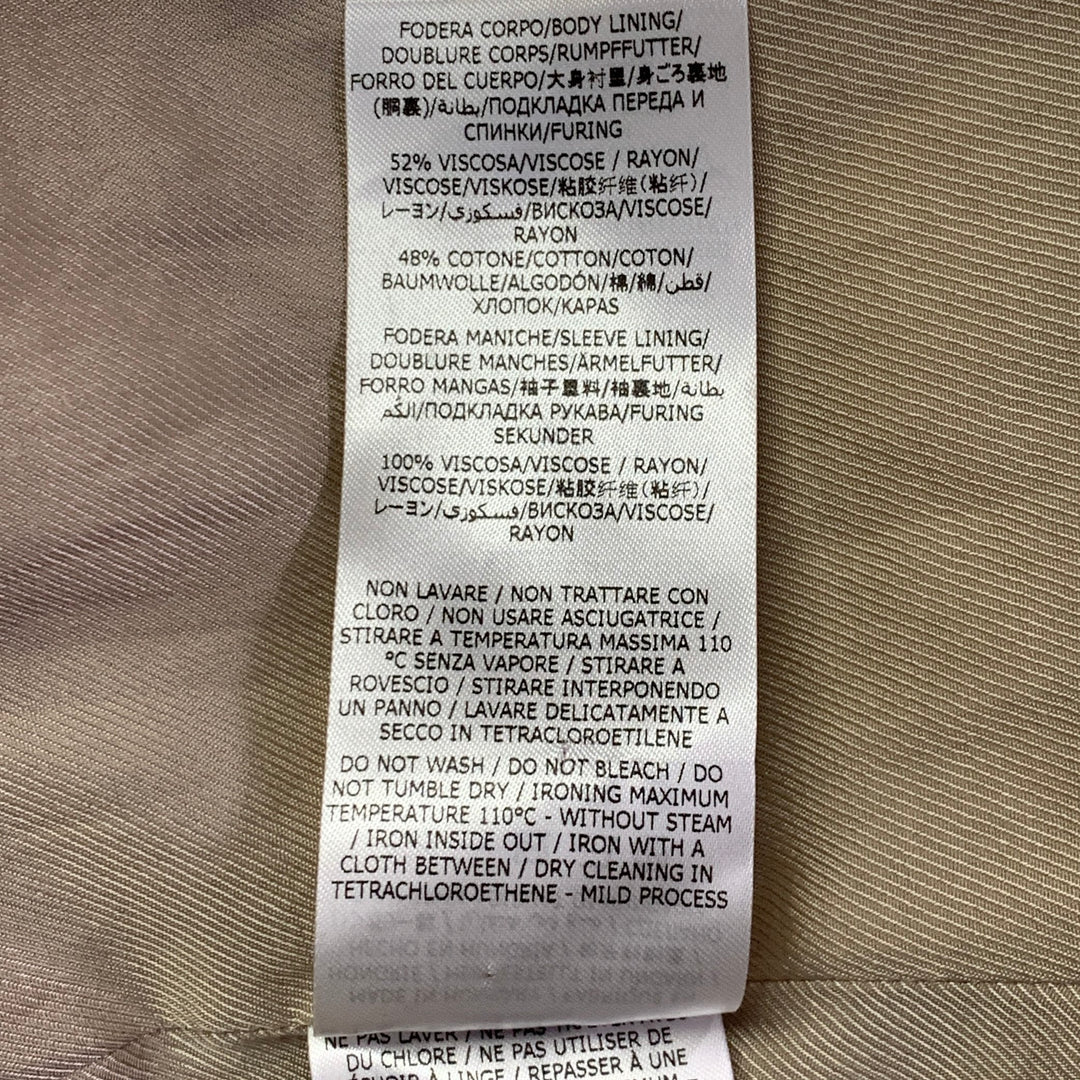 FODERA CORPO/BODY LINING/
DOUBLURE CORPS/RUMPFFUTTER/
FORRO DEL CUERPO/大身衬里/身ごろ裏地
(胴裏)/بطانة/ПОДКЛАДКА ПЕРЕДА И
СПИНКИ/FURING
52% VISCOSA/VISCOSE / RAYON/
VISCOSE/VISKOSE/粘胶纤维(粘纤)/
レーヨン/فسكوزي/ВИСКОЗА/VISCOSE/
RAYON
48% COTONE/COTTON/COTON/
BAUMWOLLE/ALGODÓN/棉/綿/قطن/
ХЛОПОК/KAPAS
FODERA MANICHE/SLEEVE LINING/
DOUBLURE MANCHES/ÄRMELFUTTER/
FORRO MANGAS/袖子里料/袖裏地/بطانة
الكُم/ПОДКЛАДКА РУКАВА/FURING
SEKUNDER
100% VISCOSA/VISCOSE / RAYON/
VISCOSE/VISKOSE/粘胶纤维(粘纤)/
レーヨン/فسكوزي/ВИСКОЗА/VISCOSE/
RAYON
NON LAVARE / NON TRATTARE CON
CLORO / NON USARE ASCIUGATRICE /
STIRARE A TEMPERATURA MASSIMA 110
°C SENZA VAPORE / STIRARE A
ROVESCIO / STIRARE INTERPONENDO
UN PANNO / LAVARE DELICATAMENTE A
SECCO IN TETRACLOROETILENE
DO NOT WASH / DO NOT BLEACH / DO
NOT TUMBLE DRY / IRONING MAXIMUM
TEMPERATURE 110°C - WITHOUT STEAM
/ IRON INSIDE OUT / IRON WITH A
CLOTH BETWEEN / DRY CLEANING IN
TETRACHLOROETHENE - MILD PROCESS
NE PAS LAVER / NE PAS
DU CHLORE / NE PAS UTILISER DE
À LINGE / REPASSER À UNE